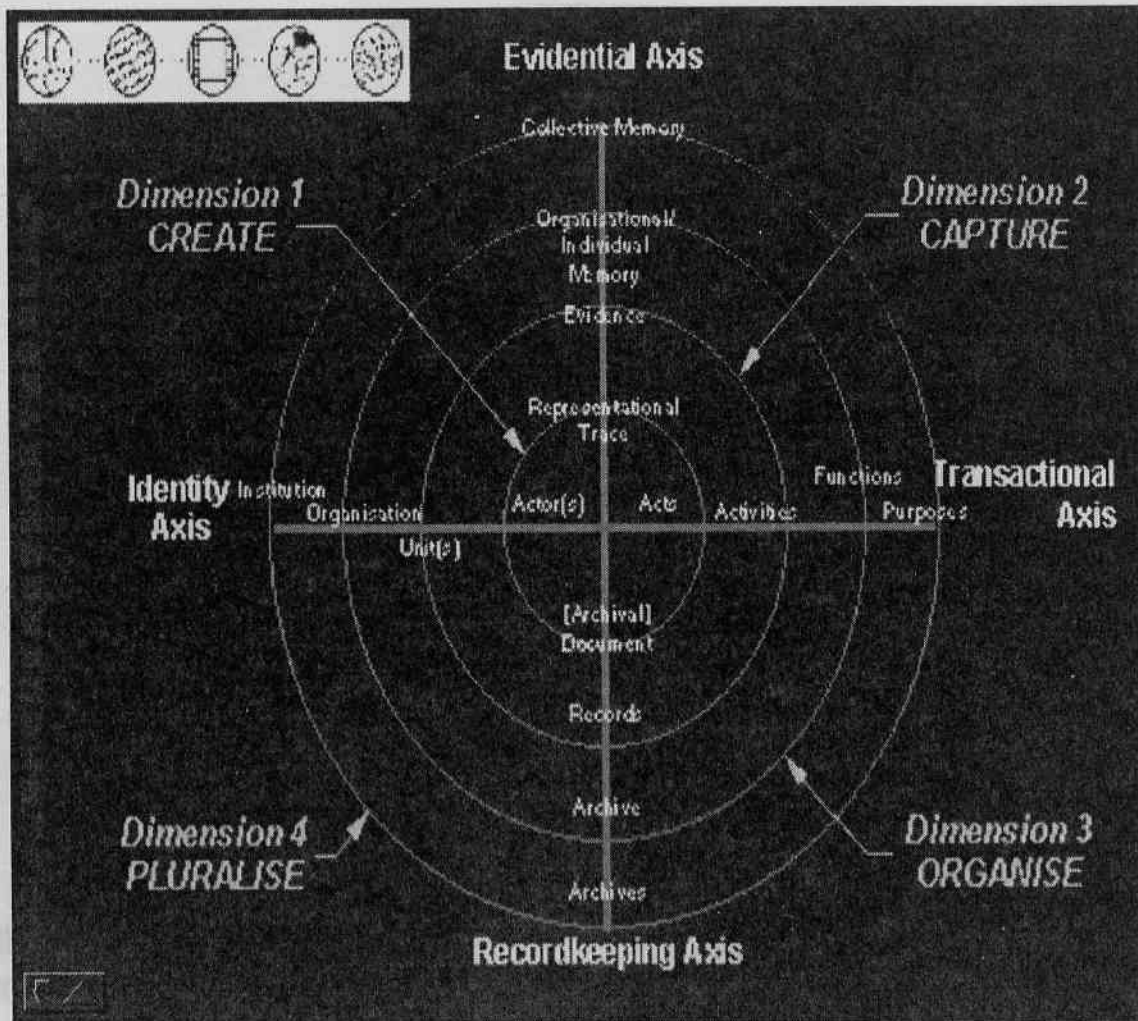 Evidential Axis
Collective Memory
Dimension 1
CREATE
Dimension 2
CAPTURE
Organisational/
Individual
Memory
Evidence
Representational
Trace
Identity
Axis
Institution
Organisation
Unit(s)
Actor(s)
Acts
Activities
Functions
Purposes
Transactional
Axis
[Archival]
Document
Records
Archive
Archives
Dimension 4
PLURALISE
Dimension 3
ORGANISE
Recordkeeping Axis